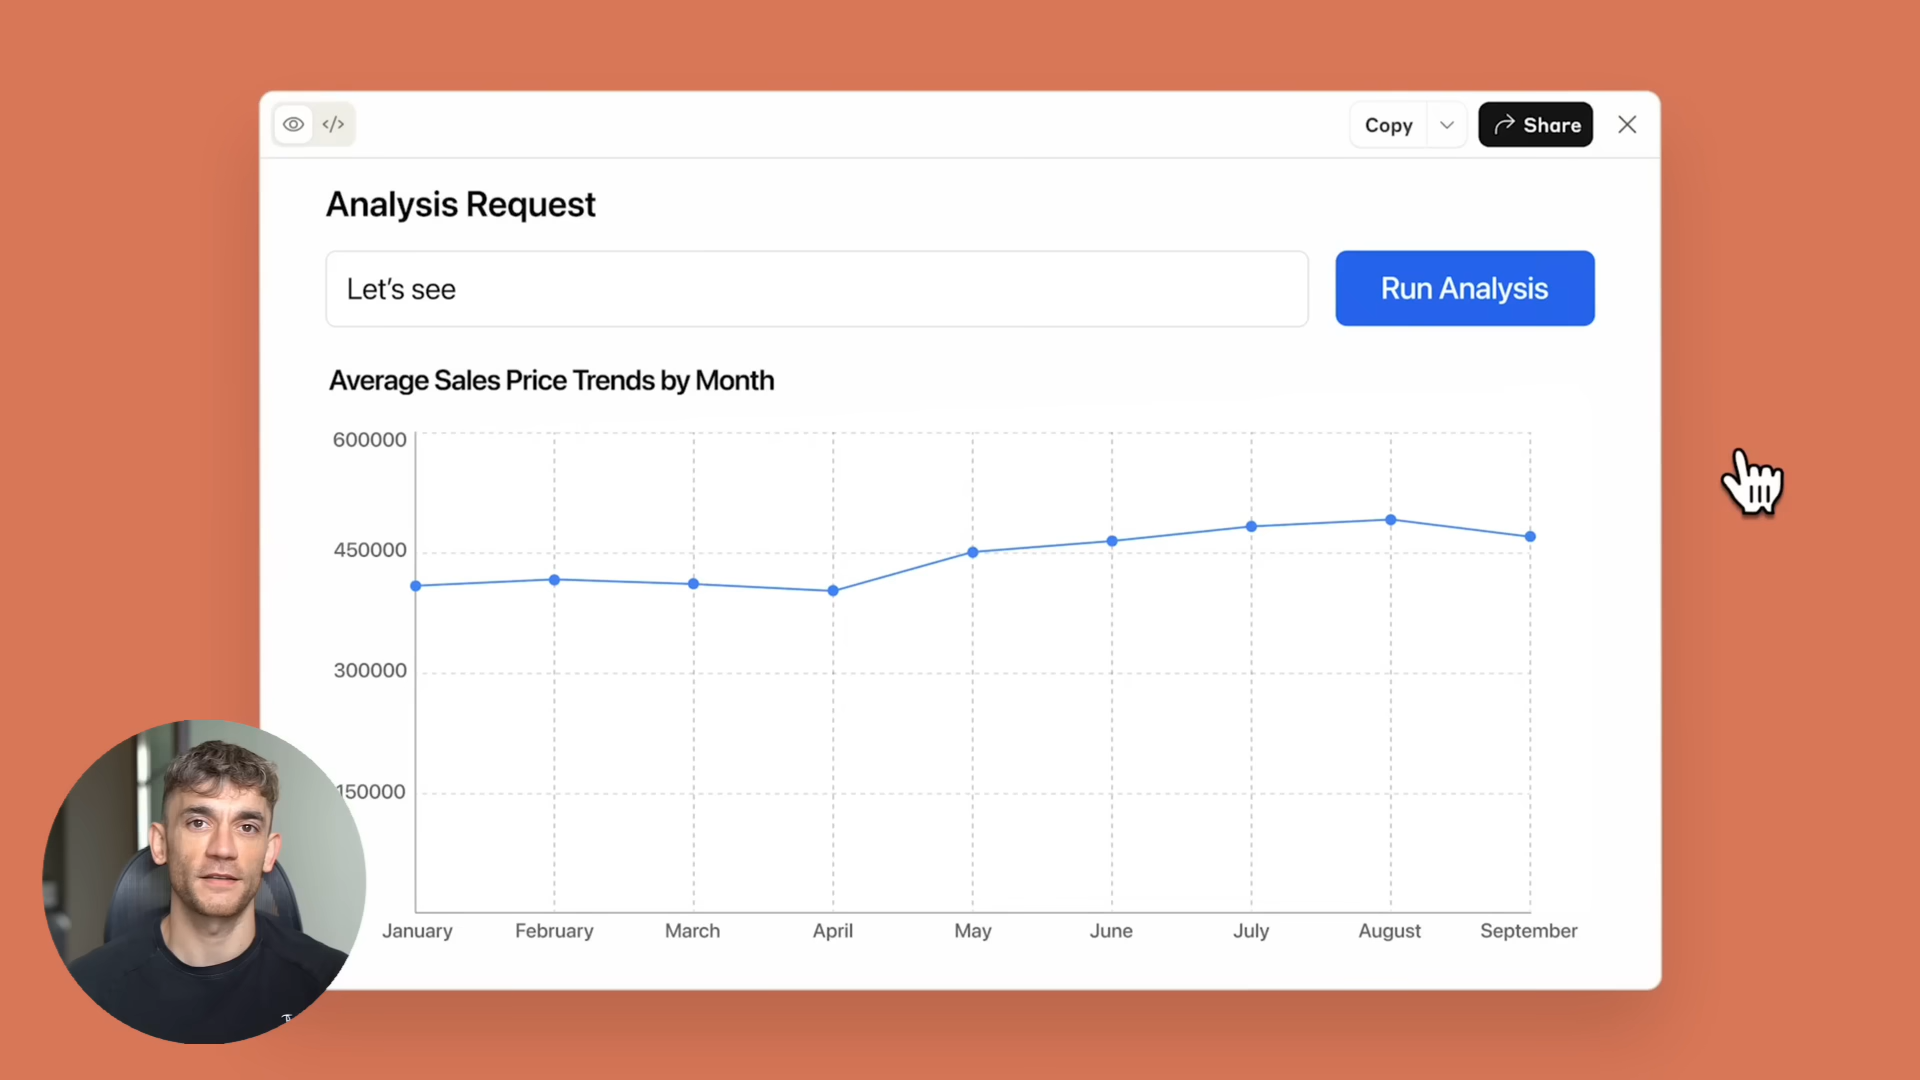 </>
Copy
Share
Analysis Request
Let's see
Run Analysis
Average Sales Price Trends by Month
600000
450000
300000
150000
January February March April May June July August September